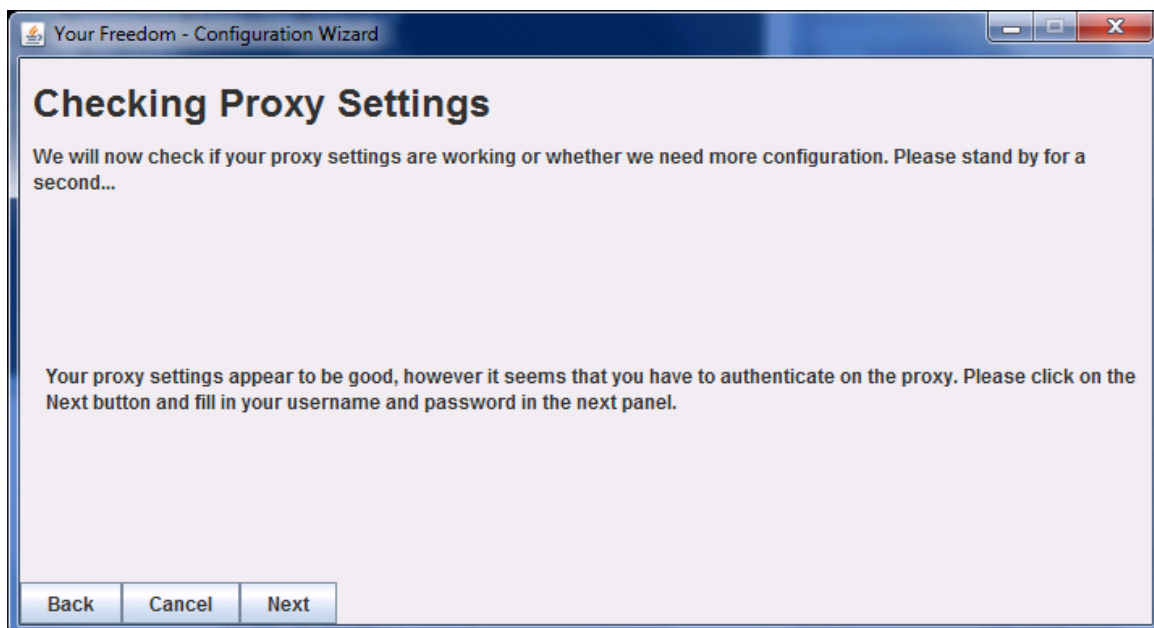 Your Freedom - Configuration Wizard
Checking Proxy Settings
We will now check if your proxy settings are working or whether we need more configuration. Please stand by for a
second...
Your proxy settings appear to be good, however it seems that you have to authenticate on the proxy. Please click on the
Next button and fill in your username and password in the next panel.
Back Cancel Next